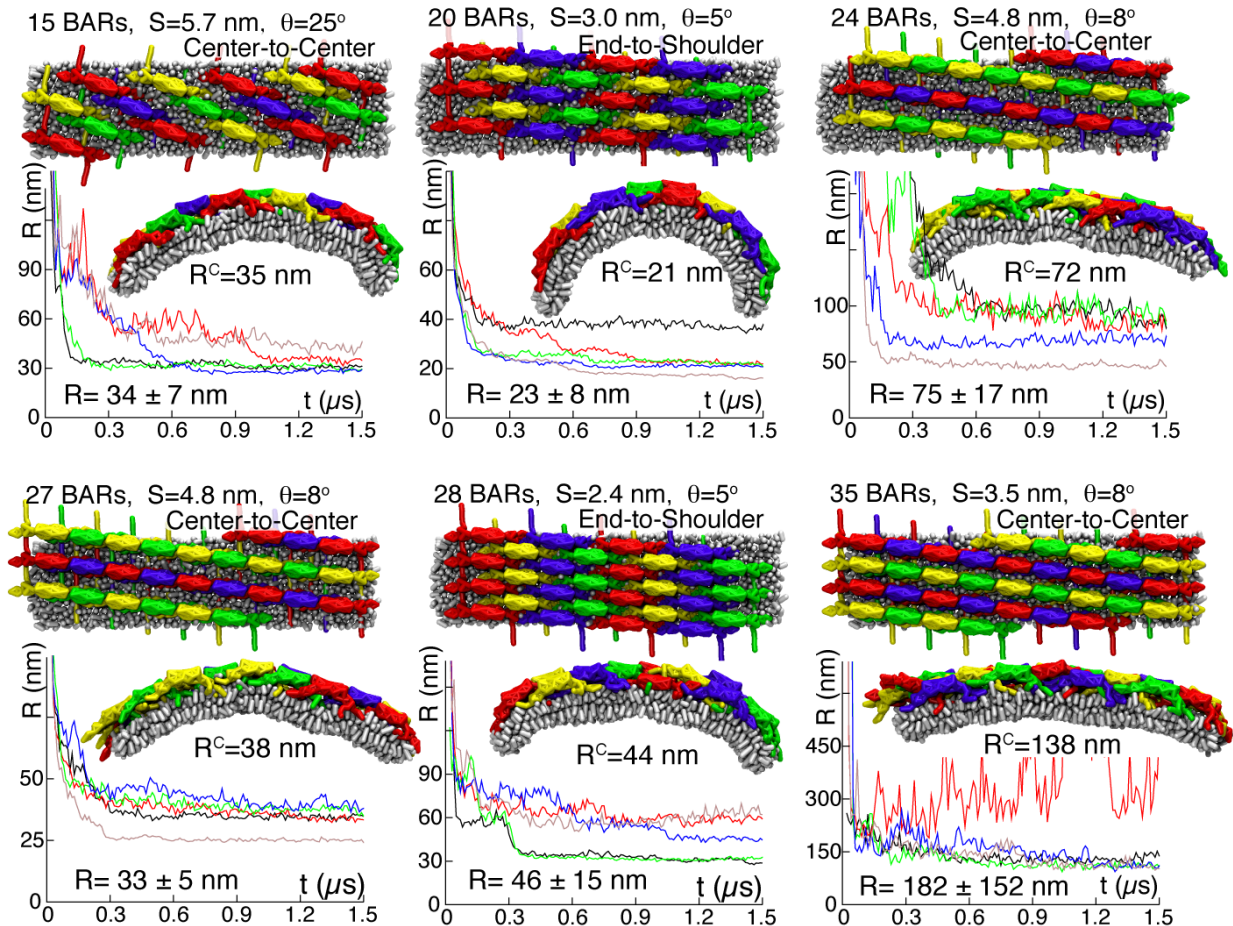 15 BARs, S=5.7 nm, θ=25°
Center-to-Center
R (nm)
90
60
30
0
Rᶜ=35 nm
R= 34 ± 7 nm
t (µs)
0 0.3 0.6 0.9 1.2 1.5
20 BARs, S=3.0 nm, θ=5°
End-to-Shoulder
R (nm)
60
40
20
0
Rᶜ=21 nm
R= 23 ± 8 nm
t (µs)
0 0.3 0.6 0.9 1.2 1.5
24 BARs, S=4.8 nm, θ=8°
Center-to-Center
R (nm)
100
50
0
Rᶜ=72 nm
R= 75 ± 17 nm
t (µs)
0 0.3 0.6 0.9 1.2 1.5
27 BARs, S=4.8 nm, θ=8°
Center-to-Center
R (nm)
50
25
0
Rᶜ=38 nm
R= 33 ± 5 nm
t (µs)
0.3 0.6 0.9 1.2 1.5
28 BARs, S=2.4 nm, θ=5°
End-to-Shoulder
R (nm)
90
60
30
0
Rᶜ=44 nm
R= 46 ± 15 nm
t (µs)
0.3 0.6 0.9 1.2 1.5
35 BARs, S=3.5 nm, θ=8°
Center-to-Center
R (nm)
450
300
150
0
Rᶜ=138 nm
R= 182 ± 152 nm
t (µs)
0.3 0.6 0.9 1.2 1.5